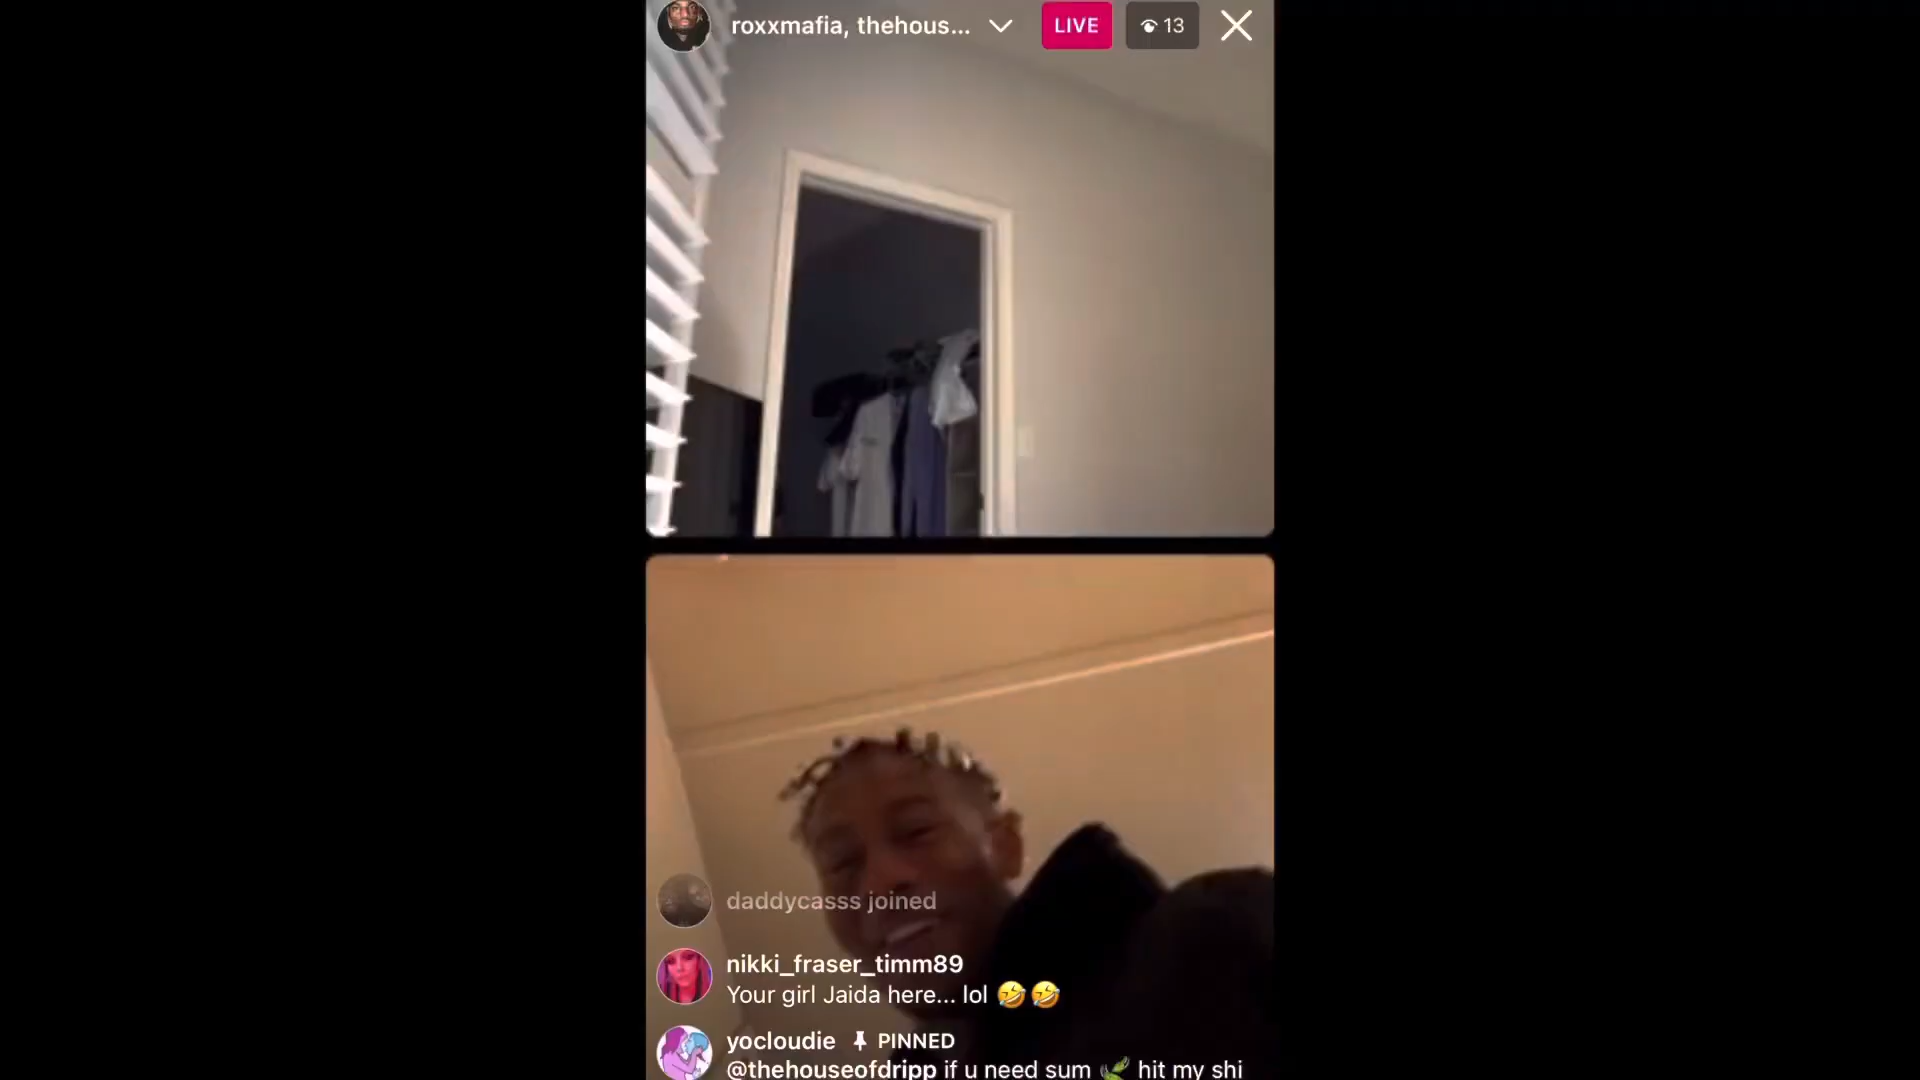 roxxmafia, thehous...
LIVE
13
daddycasss joined
nikki_fraser_timm89
Your girl Jaida here... lol 🤣🤣
yocloudie PINNED
@thehouseofdripp if u need sum 🌿 hit my shi